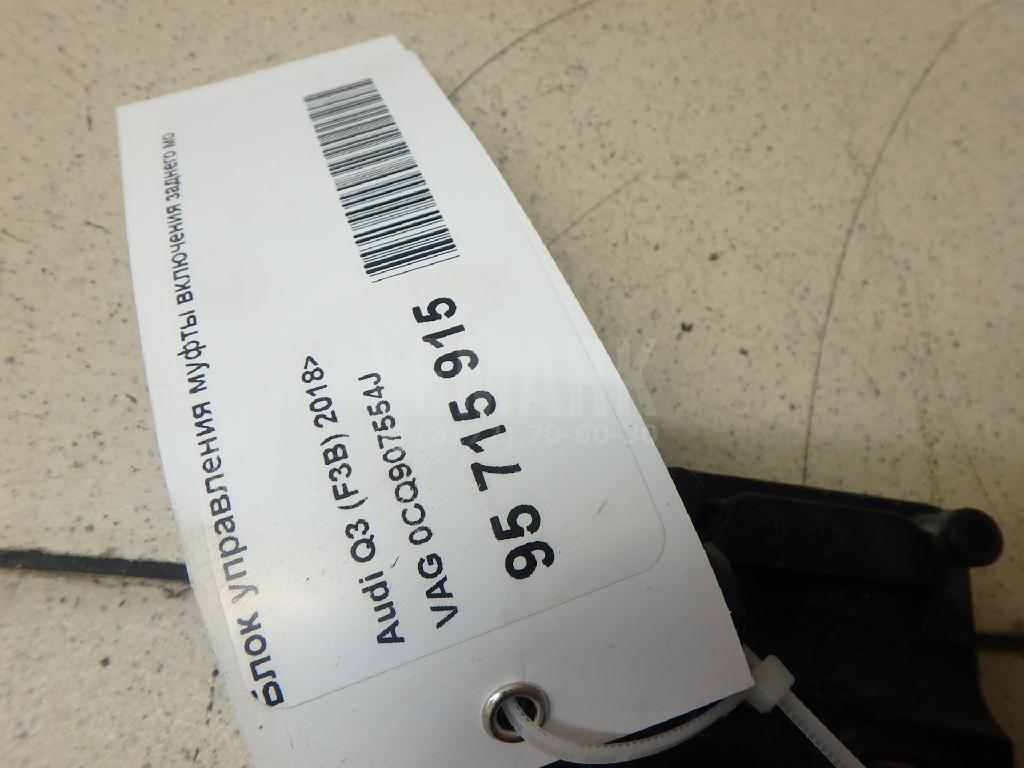 Блок управления муфты включения заднего мо
Audi Q3 (F3B) 2018>
VAG 0CQ907554J
95 715 915